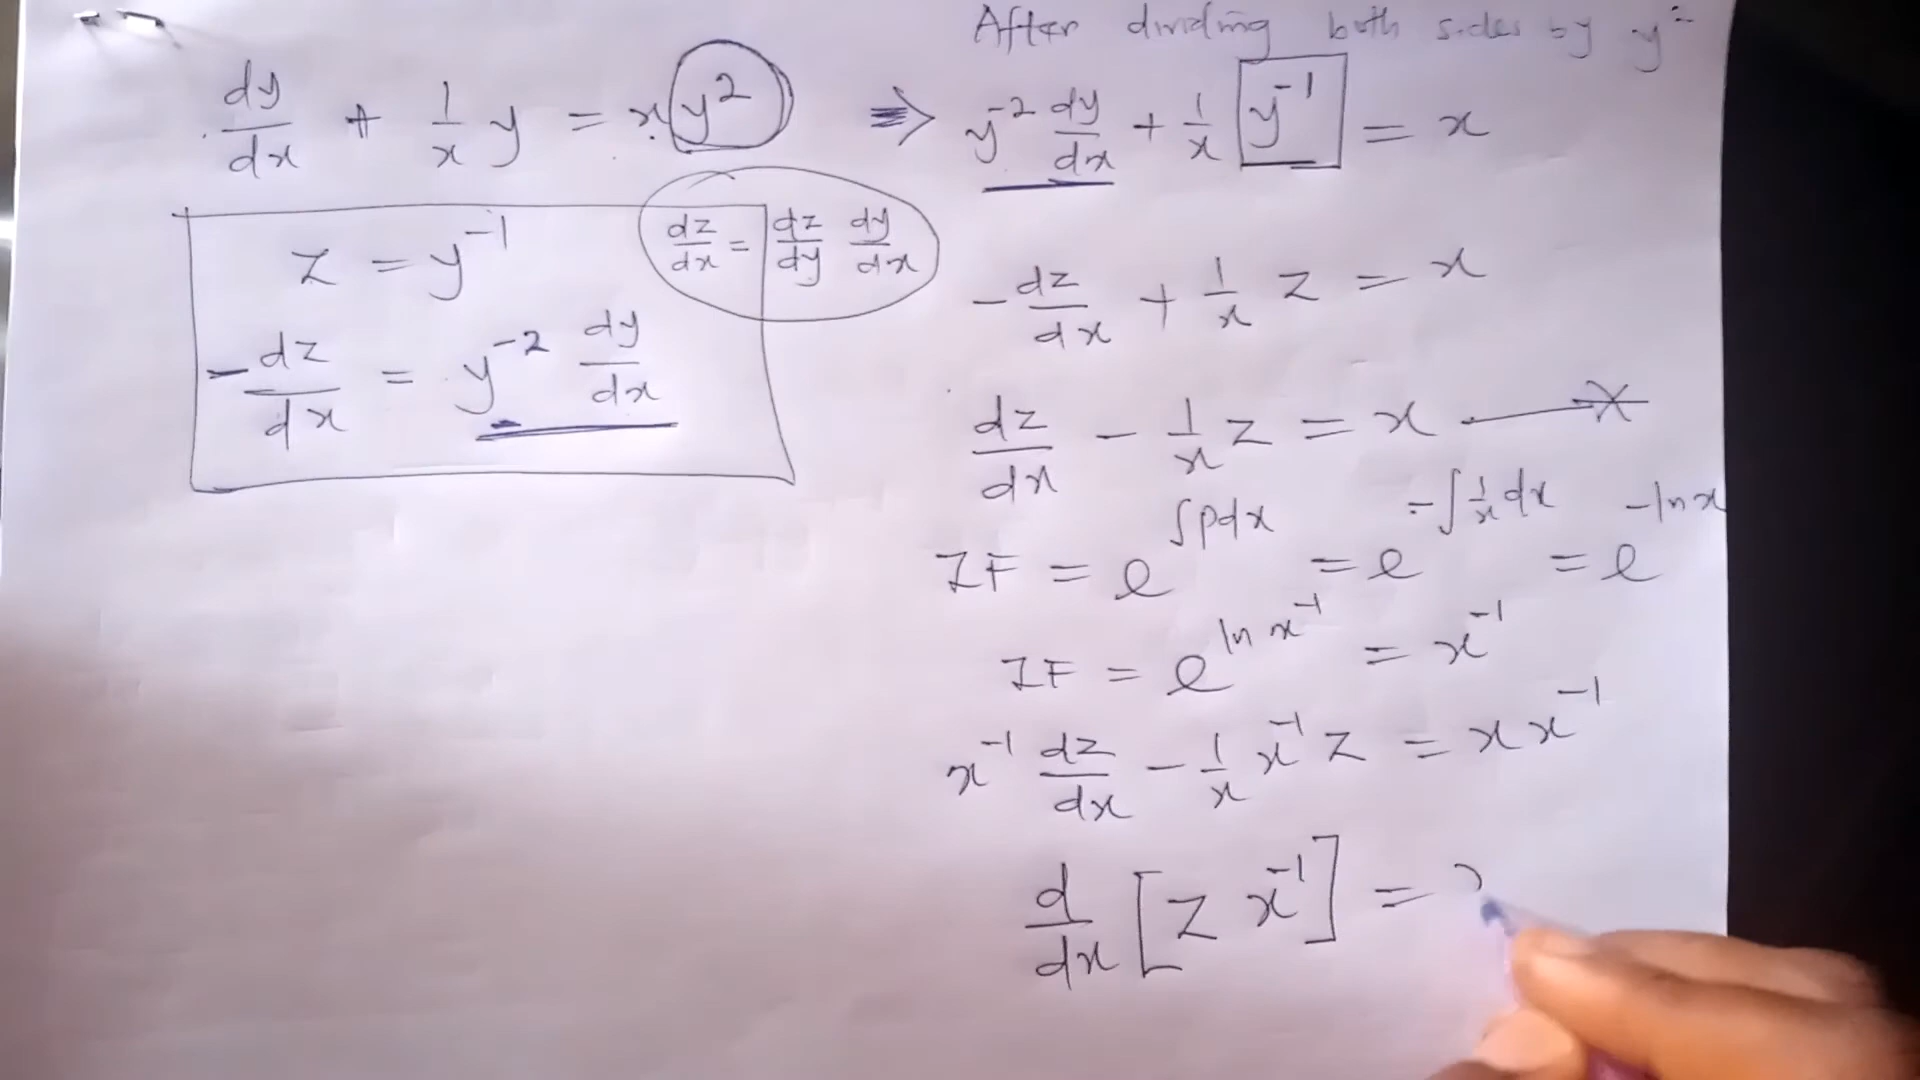 After dividing both sides by y²
dy/dx + 1/x y = x y² ⇒ y⁻² dy/dx + 1/x y⁻¹ = x
z = y⁻¹
dz/dx = dz/dy dy/dx
-dz/dx = y⁻² dy/dx
-dz/dx + 1/x z = x
dz/dx - 1/x z = x
IF = e^∫pdx = e^-∫1/x dx = e^-ln x
IF = e^ln x⁻¹ = x⁻¹
x⁻¹ dz/dx - 1/x x⁻¹ z = x x⁻¹
d/dx [z x⁻¹] =